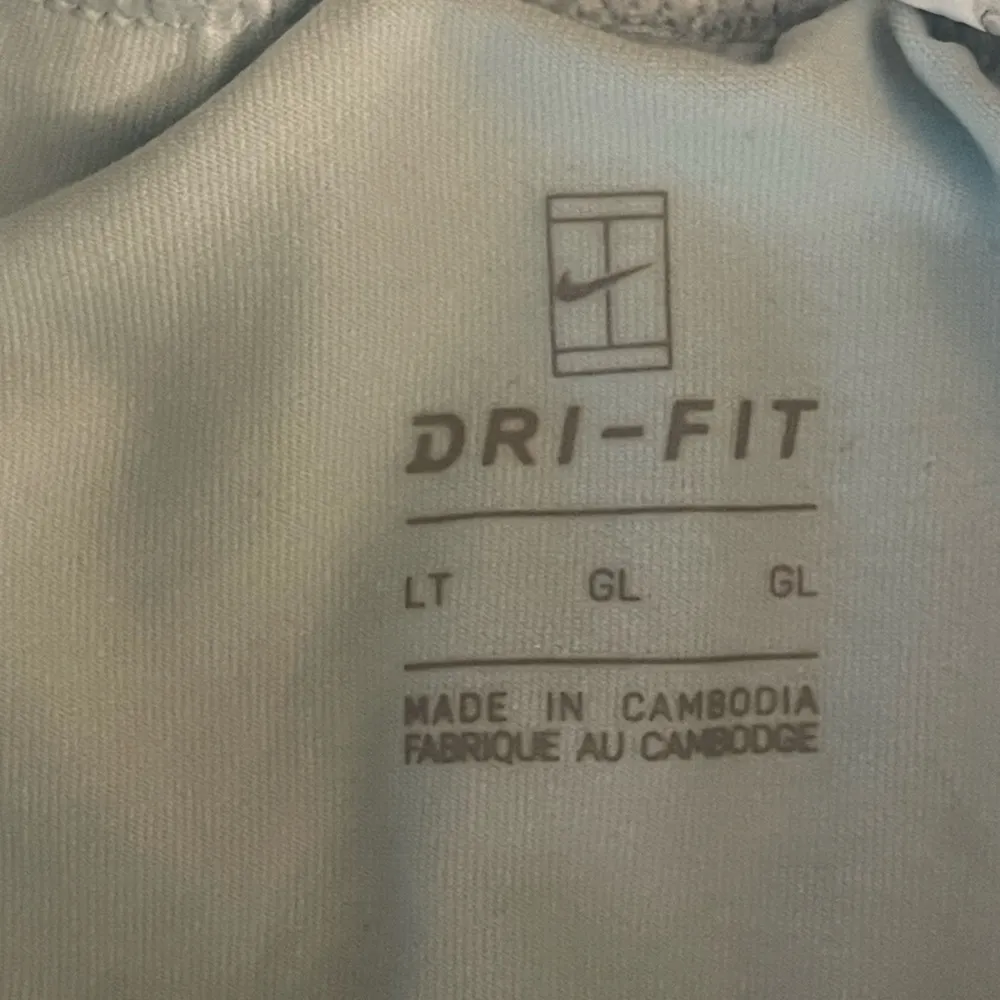 DRI-FIT
LT GL GL
MADE IN CAMBODIA
FABRIQUE AU CAMBODGE